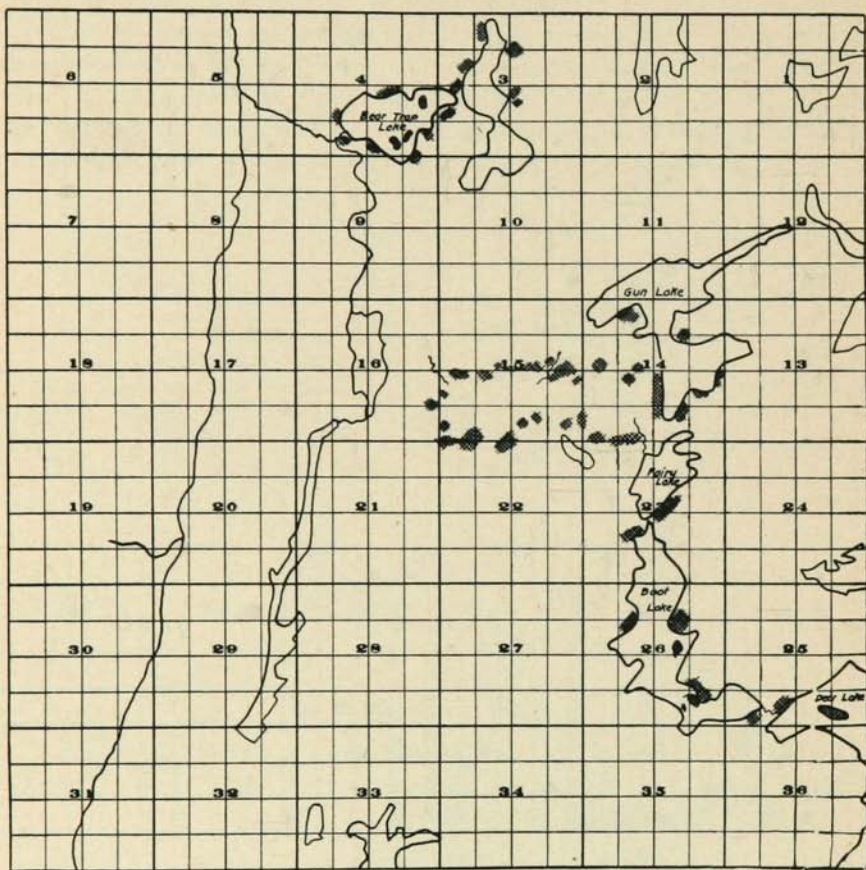 6 5 4 3 2 1
Bear Trap
Lake
7 8 9 10 11 12
Gun Lake
18 17 16 15 14 13
Fairy
Lake
19 20 21 22 23 24
Boot
Lake
30 29 28 27 26 25
Deer Lake
31 32 33 34 35 36